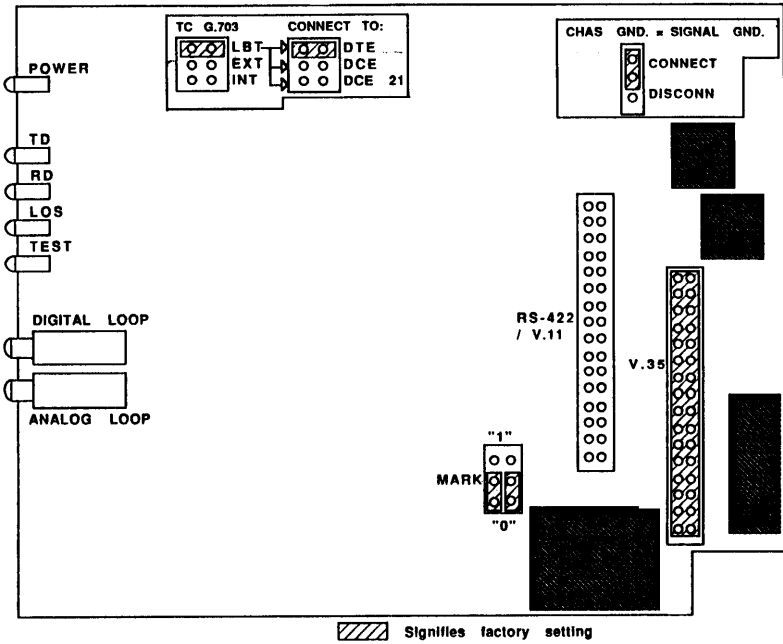 TC G.703 CONNECT TO:
LBT DTE
EXT DCE
INT DCE 21
CHAS GND. = SIGNAL GND.
CONNECT
DISCONN
POWER
TD
RD
LOS
TEST
DIGITAL LOOP
ANALOG LOOP
RS-422
/ V.11
V.35
"1"
MARK
"0"
Signifies factory setting